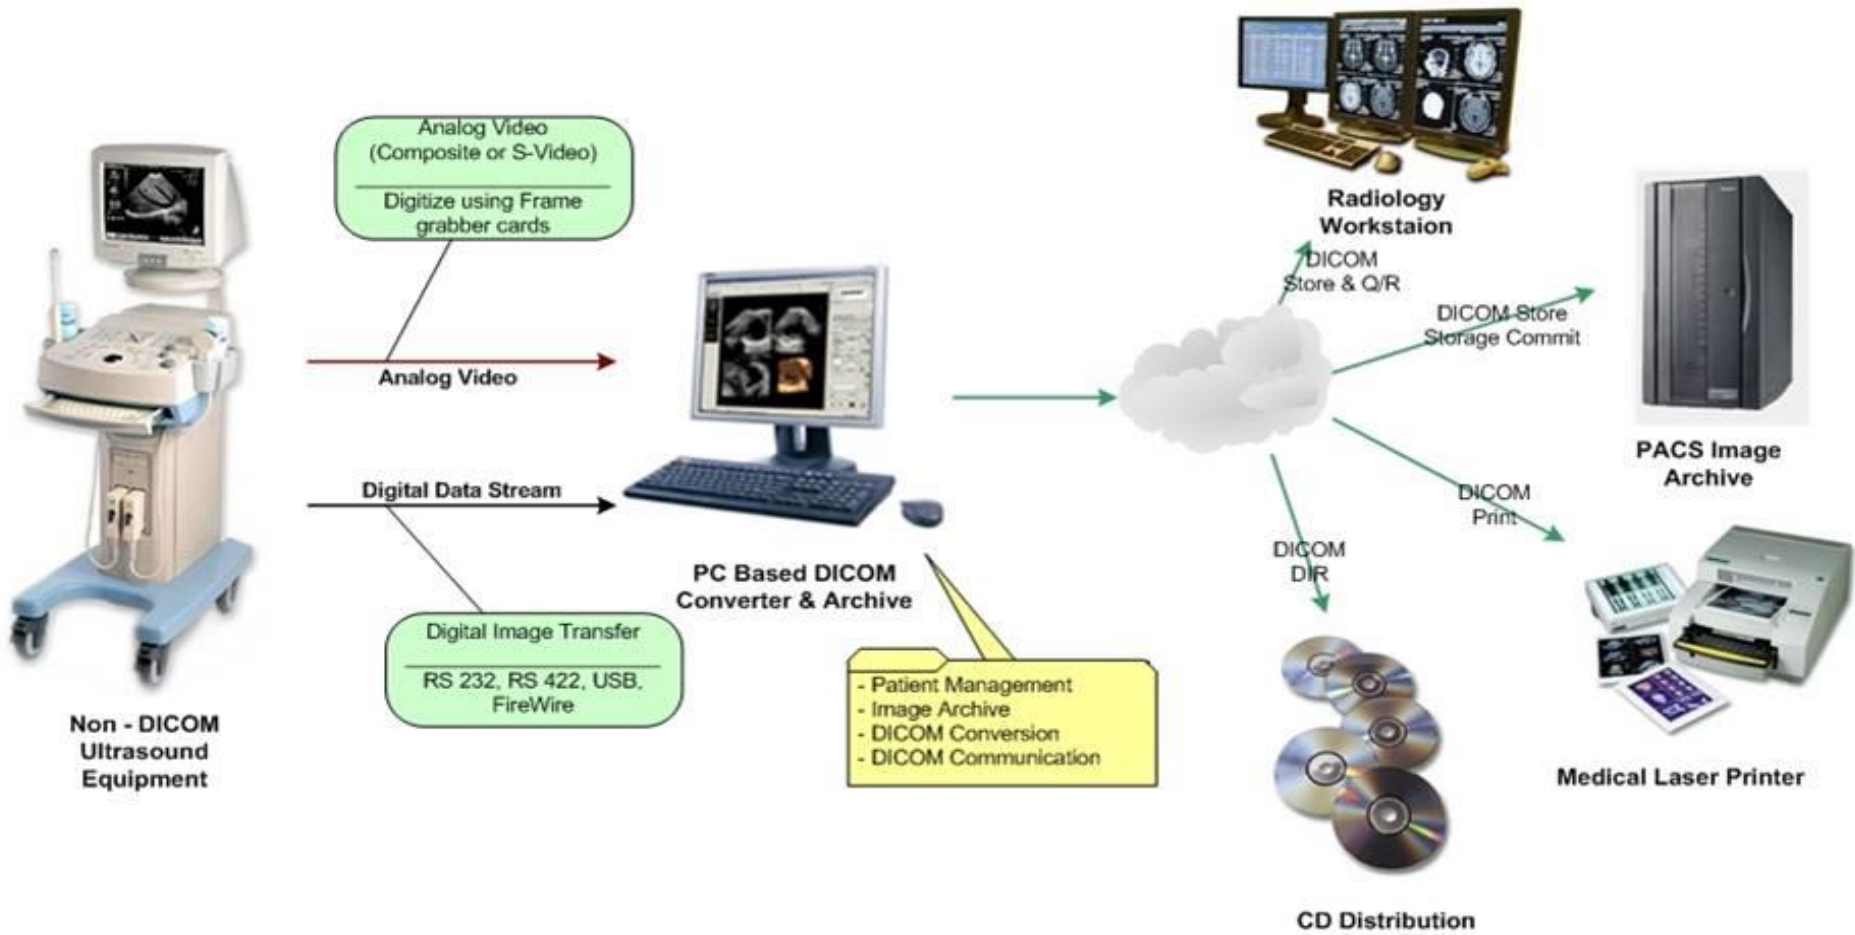 Analog Video
(Composite or S-Video)
Digitize using Frame
grabber cards
Analog Video
Digital Data Stream
Digital Image Transfer
RS 232, RS 422, USB,
FireWire
Non - DICOM
Ultrasound
Equipment
PC Based DICOM
Converter & Archive
- Patient Management
- Image Archive
- DICOM Conversion
- DICOM Communication
Radiology
Workstaion
DICOM
Store & Q/R
DICOM Store
Storage Commit
PACS Image
Archive
DICOM
Print
DICOM
DIR
Medical Laser Printer
CD Distribution